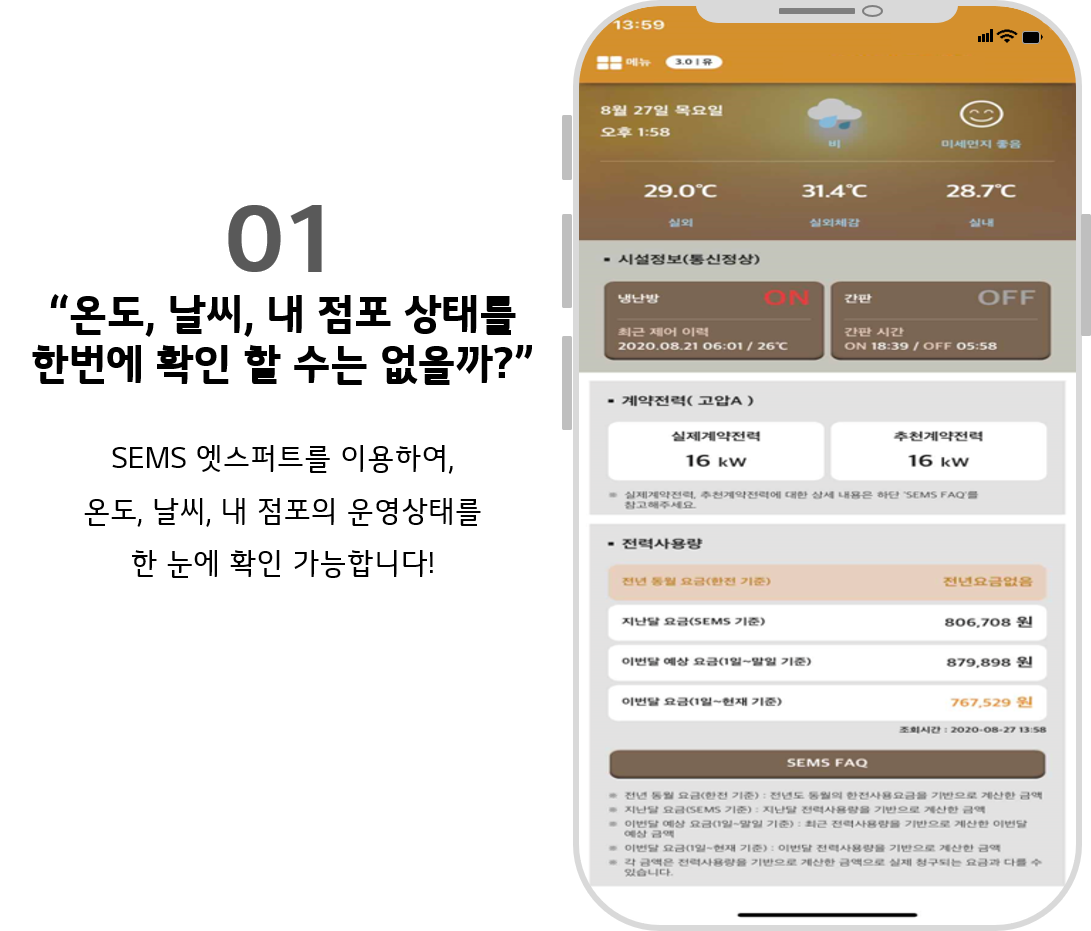 01
“온도, 날씨, 내 점포 상태를
한번에 확인 할 수는 없을까?”
SEMS 엣스퍼트를 이용하여,
온도, 날씨, 내 점포의 운영상태를
한 눈에 확인 가능합니다!
13:59
메뉴 3.0 | 유
8월 27일 목요일
오후 1:58
비
미세먼지 좋음
29.0℃ 31.4℃ 28.7℃
실외 실외체감 실내
▪ 시설정보(통신정상)
냉난방 ON
최근 제어 이력
2020.08.21 06:01 / 26℃
간판 OFF
간판 시간
ON 18:39 / OFF 05:58
▪ 계약전력( 고압A )
실제계약전력
16 kW
추천계약전력
16 kW
※ 실제계약전력, 추천계약전력에 대한 상세 내용은 하단 'SEMS FAQ'를
참고해주세요.
▪ 전력사용량
전년 동월 요금(한전 기준) 전년요금없음
지난달 요금(SEMS 기준) 806,708 원
이번달 예상 요금(1일~말일 기준) 879,898 원
이번달 요금(1일~현재 기준) 767,529 원
조회시간 : 2020-08-27 13:58
SEMS FAQ
※ 전년 동월 요금(한전 기준) : 전년도 동월의 한전사용요금을 기반으로 계산한 금액
※ 지난달 요금(SEMS 기준) : 지난달 전력사용량을 기반으로 계산한 금액
※ 이번달 예상 요금(1일~말일 기준) : 최근 전력사용량을 기반으로 계산한 이번달
예상 금액
※ 이번달 요금(1일~현재 기준) : 이번달 전력사용량을 기반으로 계산한 금액
※ 각 금액은 전력사용량을 기반으로 계산한 금액으로 실제 청구되는 요금과 다를 수
있습니다.